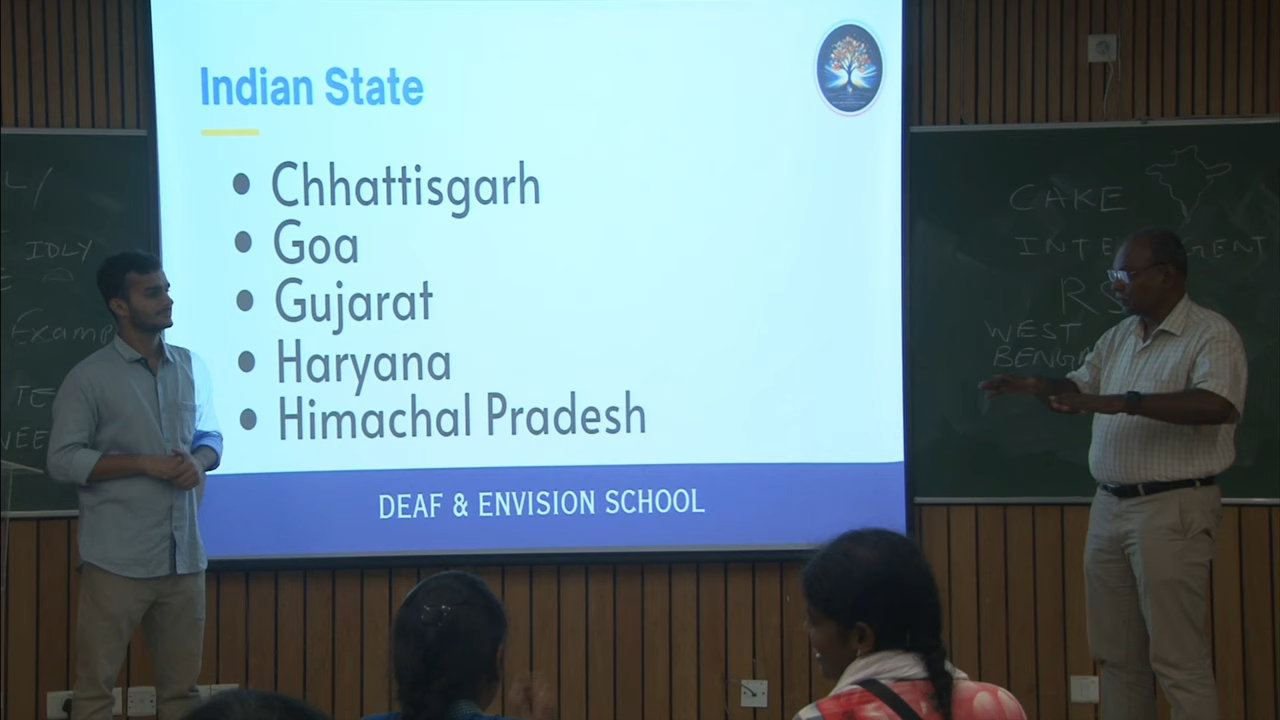 Indian State
• Chhattisgarh
• Goa
• Gujarat
• Haryana
• Himachal Pradesh
DEAF & ENVISION SCHOOL
IDLY
CAKE
WEST